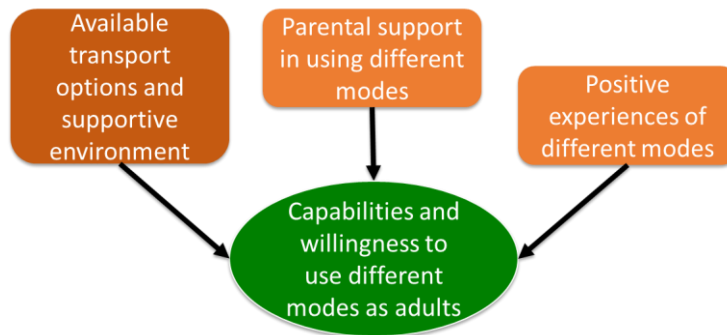 Available
transport
options and
supportive
environment
Parental support
in using different
modes
Positive
experiences of
different modes
Capabilities and
willingness to
use different
modes as adults